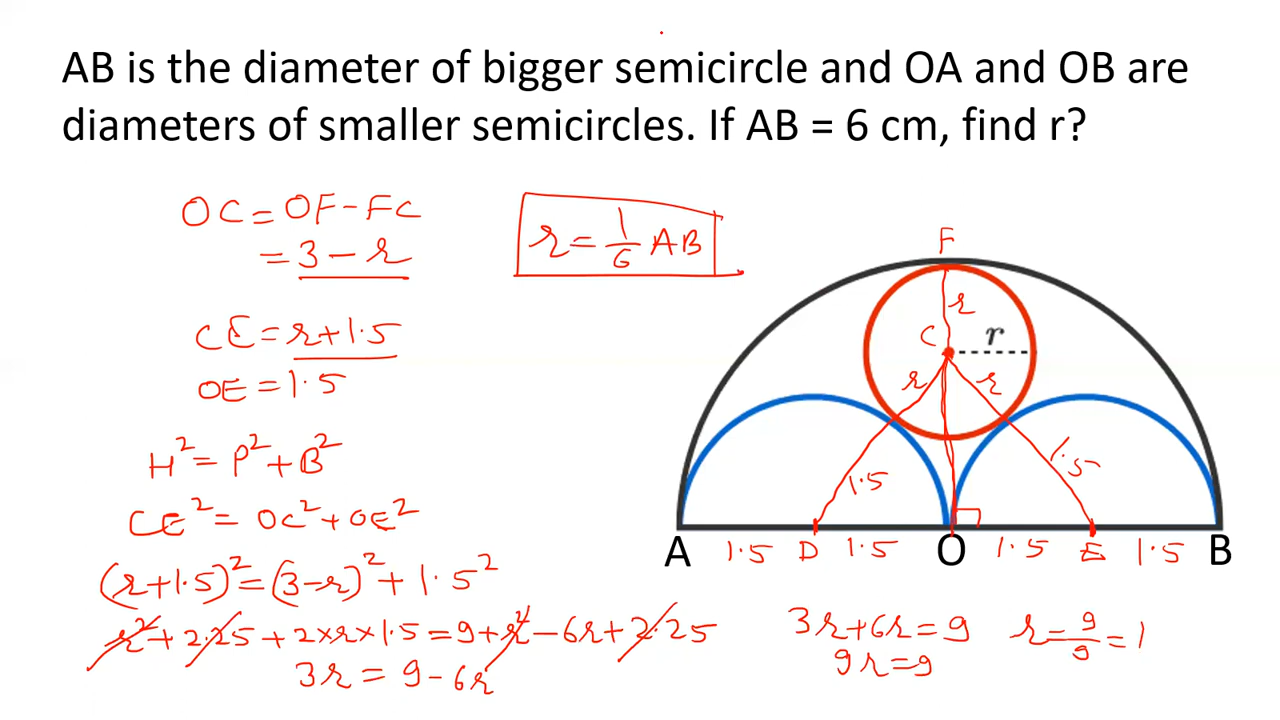 AB is the diameter of bigger semicircle and OA and OB are
diameters of smaller semicircles. If AB = 6 cm, find r?
OC = OF - FC
= 3 - r
r = 1/6 AB
CE = r + 1.5
OE = 1.5
H² = P² + B²
CE² = OC² + OE²
(r + 1.5)² = (3 - r)² + 1.5²
r² + 2.25 + 2 × r × 1.5 = 9 + r² - 6r + 2.25
3r = 9 - 6r
3r + 6r = 9
9r = 9
r = 9/9 = 1
F
r
C
r
r r
1.5 1.5
A 1.5 D 1.5 O 1.5 E 1.5 B